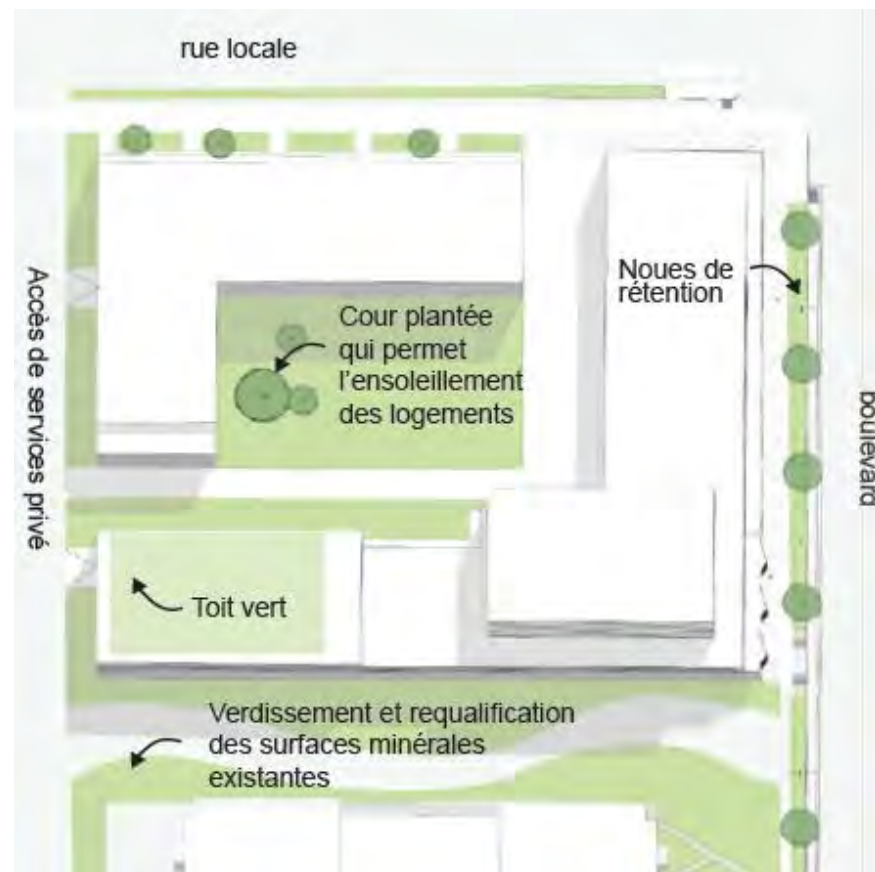 rue locale
Noues de
rétention
Cour plantée
qui permet
l'ensoleillement
des logements
Accès de services privé
boulevard
Toit vert
Verdissement et requalification
des surfaces minérales
existantes